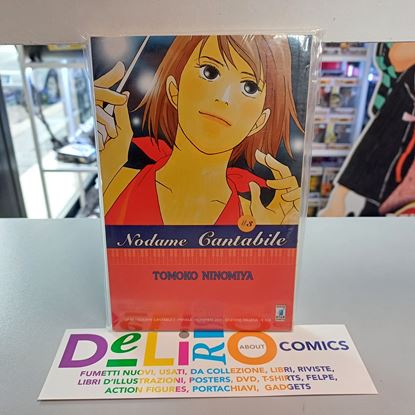 #3
Nodame Cantabile
TOMOKO NINOMIYA
DeLiRiO ABOUT COMICS
FUMETTI NUOVI, USATI, DA COLLEZIONE, LIBRI, RIVISTE,
LIBRI D'ILLUSTRAZIONI, POSTERS, DVD, T-SHIRTS, FELPE,
ACTION FIGURES, PORTACHIAVI, GADGETS